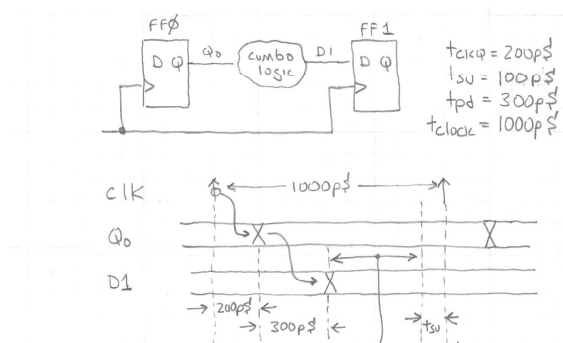 FF0
FF1
D Q
Q0
combo
logic
D1
D Q
tclkQ = 200ps
tsu = 100ps
tpd = 300ps
tclock = 1000ps
clk
1000ps
Q0
D1
200ps
300ps
tsu